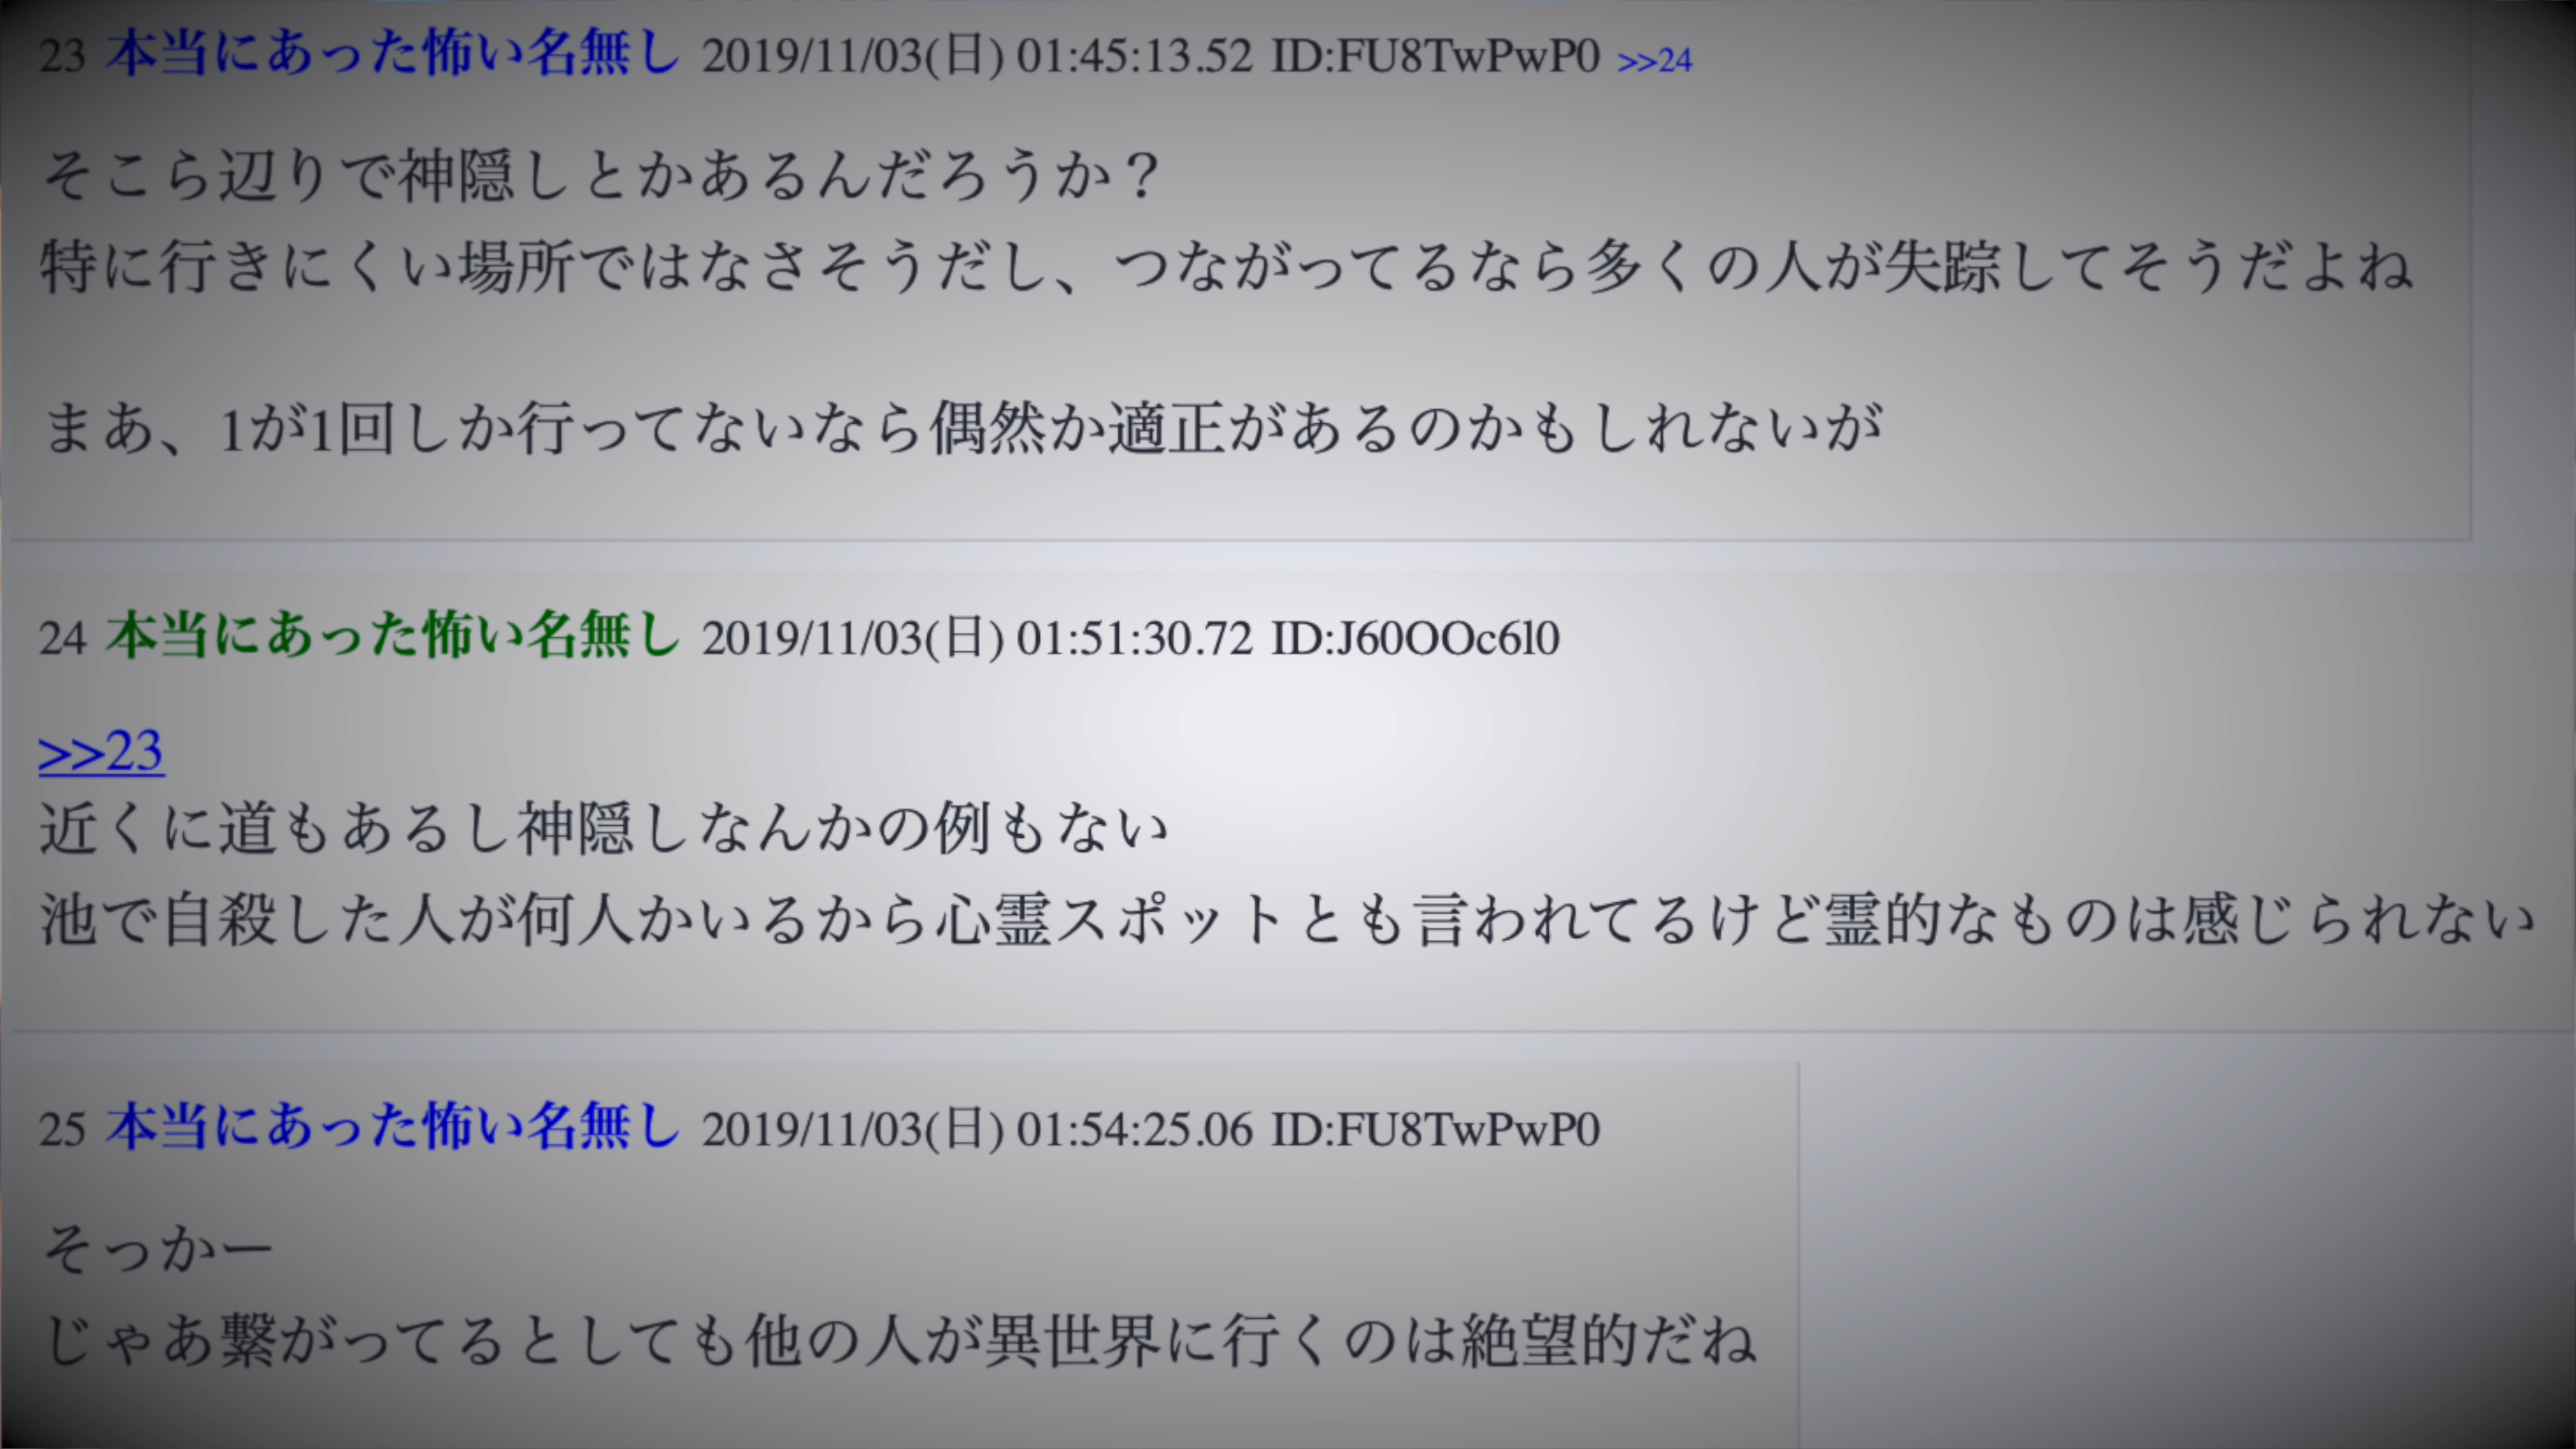 23 本当にあった怖い名無し 2019/11/03(日) 01:45:13.52 ID:FU8TwPwP0 >>24
そこら辺りで神隠しとかあるんだろうか？
特に行きにくい場所ではなさそうだし、つながってるなら多くの人が失踪してそうだよね
まあ、1が1回しか行ってないなら偶然か適正があるのかもしれないが
24 本当にあった怖い名無し 2019/11/03(日) 01:51:30.72 ID:J60OOc6l0
>>23
近くに道もあるし神隠しなんかの例もない
池で自殺した人が何人かいるから心霊スポットとも言われてるけど霊的なものは感じられない
25 本当にあった怖い名無し 2019/11/03(日) 01:54:25.06 ID:FU8TwPwP0
そっかー
じゃあ繋がってるとしても他の人が異世界に行くのは絶望的だね